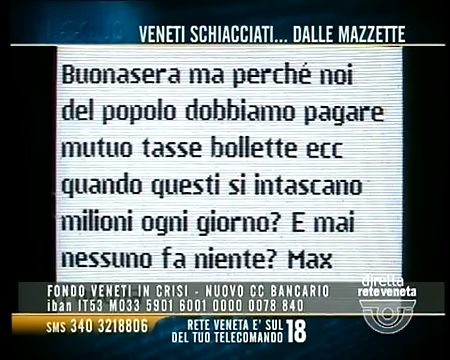 VENETI SCHIACCIATI... DALLE MAZZETTE
Buonasera ma perché noi
del popolo dobbiamo pagare
mutuo tasse bollette ecc
quando questi si intascano
milioni ogni giorno? E mai
nessuno fa niente? Max
diretta
reteveneta
FONDO VENETI IN CRISI - NUOVO CC BANCARIO
iban IT53 M033 5901 6001 0000 0078 840
SMS 340 3218806
RETE VENETA E' SUL
DEL TUO TELECOMANDO 18